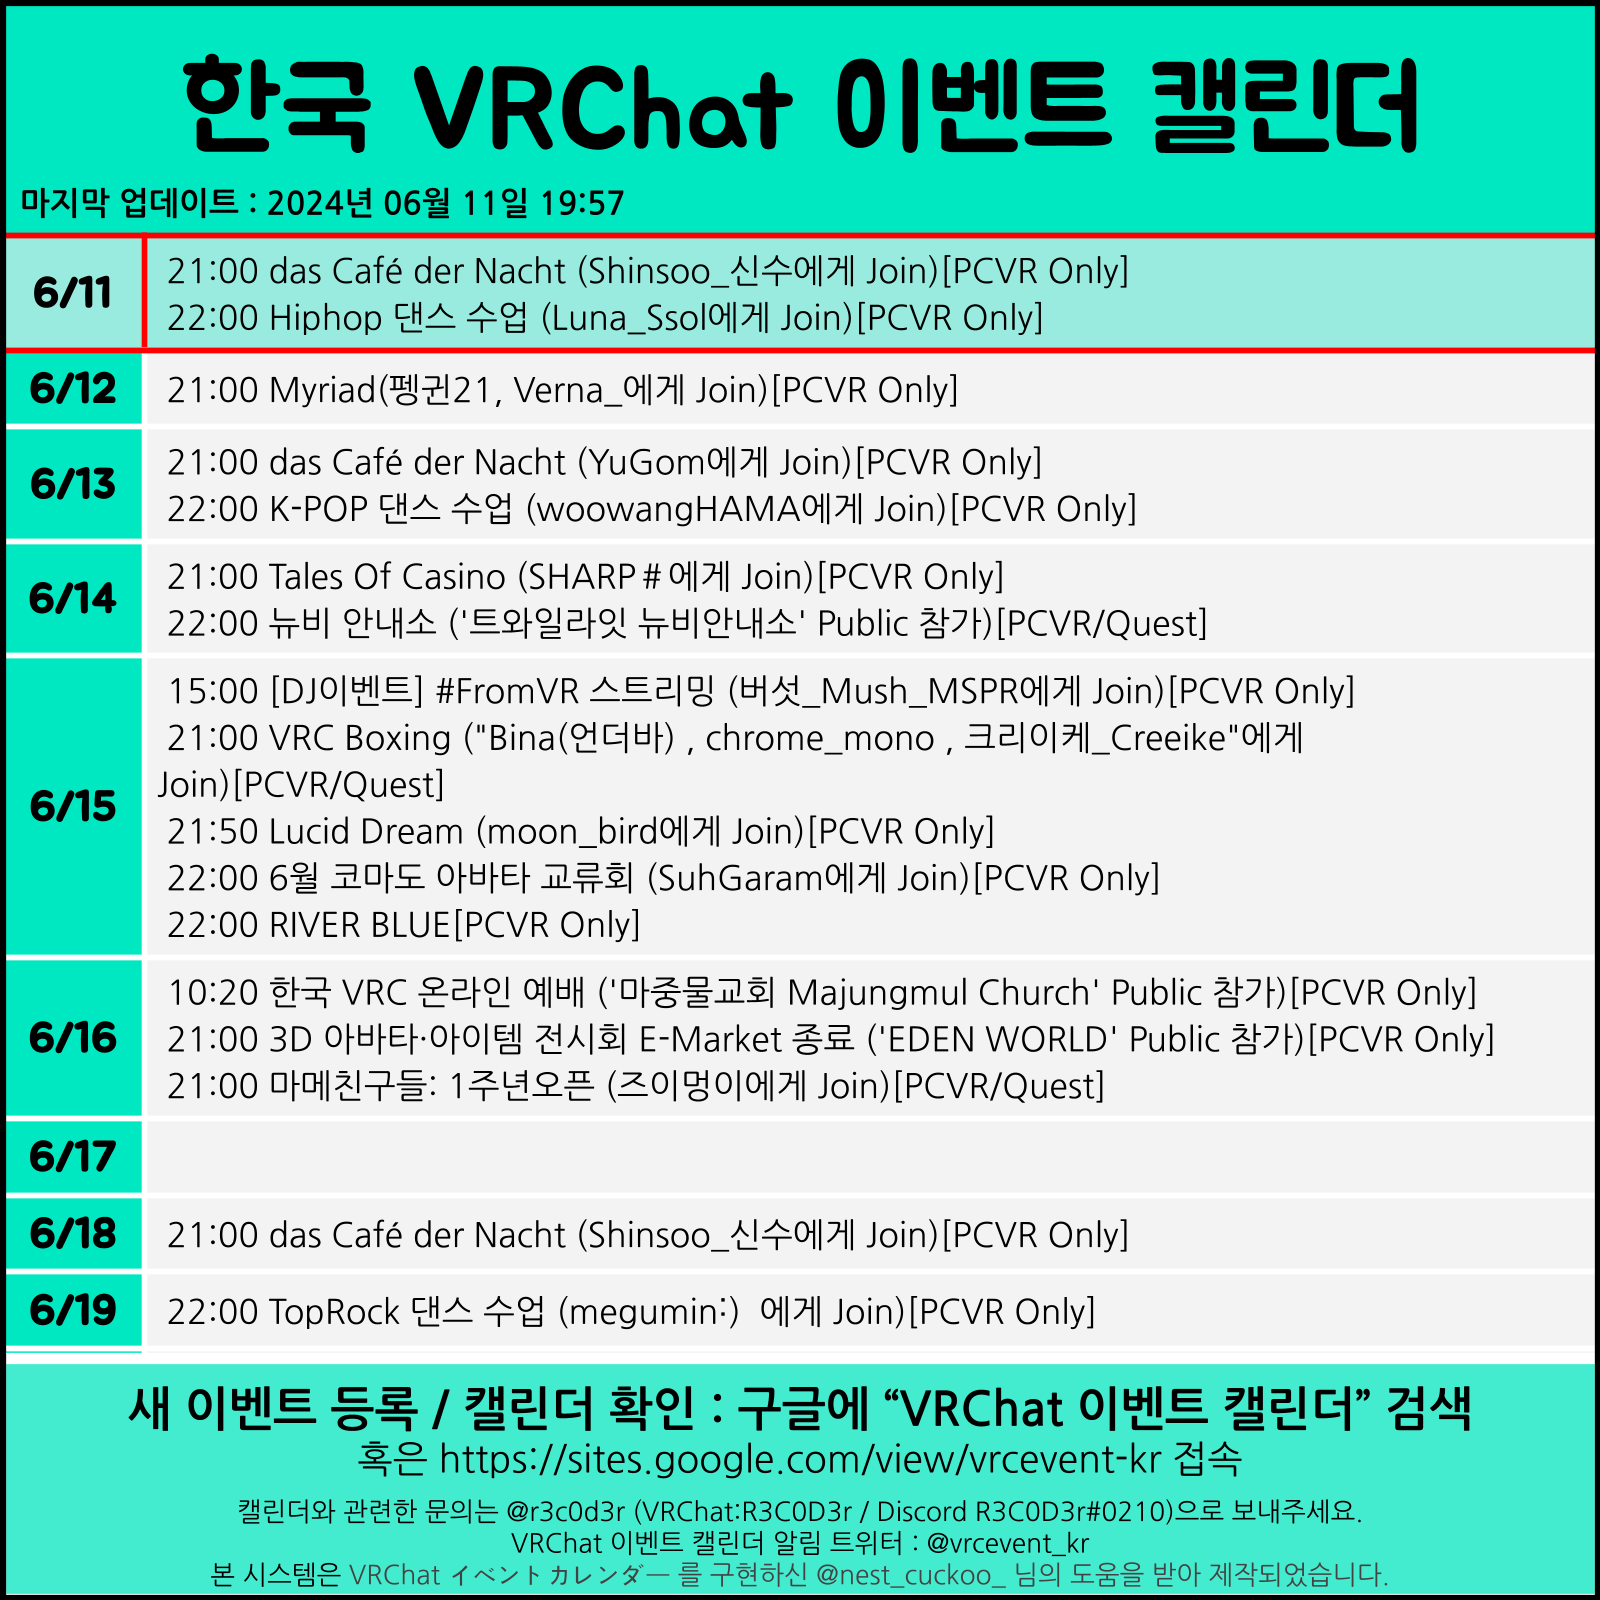 한국 VRChat 이벤트 캘린더
마지막 업데이트 : 2024년 06월 11일 19:57
6/11
21:00 das Café der Nacht (Shinsoo_신수에게 Join)[PCVR Only]
22:00 Hiphop 댄스 수업 (Luna_Ssol에게 Join)[PCVR Only]
6/12
21:00 Myriad(펭귄21, Verna_에게 Join)[PCVR Only]
6/13
21:00 das Café der Nacht (YuGom에게 Join)[PCVR Only]
22:00 K-POP 댄스 수업 (woowangHAMA에게 Join)[PCVR Only]
6/14
21:00 Tales Of Casino (SHARP＃에게 Join)[PCVR Only]
22:00 뉴비 안내소 ('트와일라잇 뉴비안내소' Public 참가)[PCVR/Quest]
6/15
15:00 [DJ이벤트] #FromVR 스트리밍 (버섯_Mush_MSPR에게 Join)[PCVR Only]
21:00 VRC Boxing ("Bina(언더바) , chrome_mono , 크리이케_Creeike"에게
Join)[PCVR/Quest]
21:50 Lucid Dream (moon_bird에게 Join)[PCVR Only]
22:00 6월 코마도 아바타 교류회 (SuhGaram에게 Join)[PCVR Only]
22:00 RIVER BLUE[PCVR Only]
6/16
10:20 한국 VRC 온라인 예배 ('마중물교회 Majungmul Church' Public 참가)[PCVR Only]
21:00 3D 아바타·아이템 전시회 E-Market 종료 ('EDEN WORLD' Public 참가)[PCVR Only]
21:00 마메친구들: 1주년오픈 (즈이멍이에게 Join)[PCVR/Quest]
6/17
6/18
21:00 das Café der Nacht (Shinsoo_신수에게 Join)[PCVR Only]
6/19
22:00 TopRock 댄스 수업 (megumin:)  에게 Join)[PCVR Only]
새 이벤트 등록 / 캘린더 확인 : 구글에 “VRChat 이벤트 캘린더” 검색
혹은 https://sites.google.com/view/vrcevent-kr 접속
캘린더와 관련한 문의는 @r3c0d3r (VRChat:R3C0D3r / Discord R3C0D3r#0210)으로 보내주세요.
VRChat 이벤트 캘린더 알림 트위터 : @vrcevent_kr
본 시스템은 VRChat イベントカレンダー 를 구현하신 @nest_cuckoo_ 님의 도움을 받아 제작되었습니다.